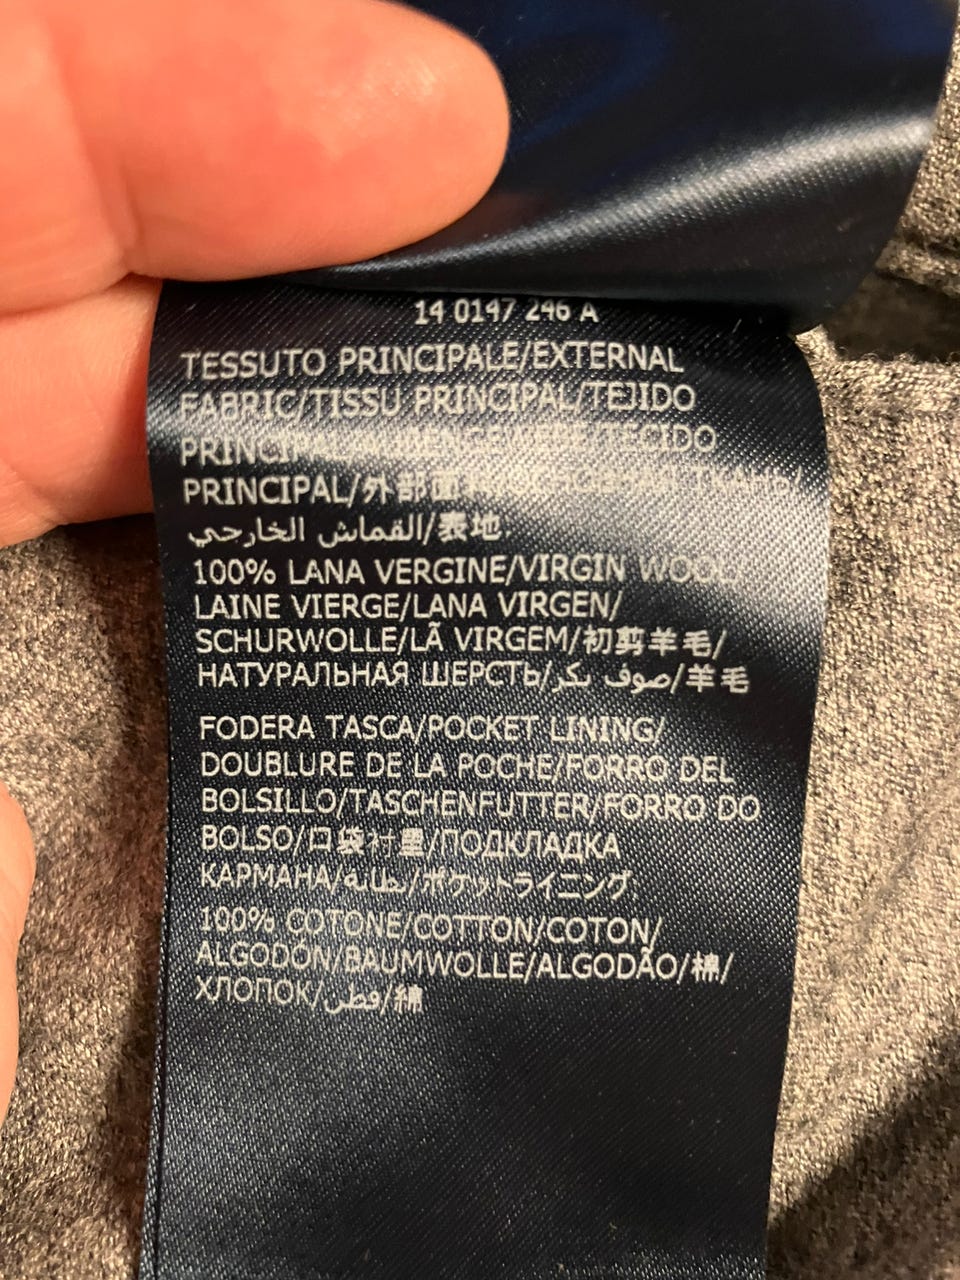 14 0147 246 A
TESSUTO PRINCIPALE/EXTERNAL
FABRIC/TISSU PRINCIPAL/TEJIDO
PRINCIPAL/ TECIDO
PRINCIPAL/外部面 ТКАНЬ/
القماش الخارجي/表地:
100% LANA VERGINE/VIRGIN WOOL/
LAINE VIERGE/LANA VIRGEN/
SCHURWOLLE/LÃ VIRGEM/初剪羊毛/
НАТУРАЛЬНАЯ ШЕРСТЬ/صوف بكر/羊毛
FODERA TASCA/POCKET LINING/
DOUBLURE DE LA POCHE/FORRO DEL
BOLSILLO/TASCHENFUTTER/FORRO DO
BOLSO/口袋衬里/ПОДКЛАДКА
КАРМАНА/بطانة/ポケットライニング:
100% COTONE/COTTON/COTON/
ALGODÓN/BAUMWOLLE/ALGODÃO/棉/
ХЛОПОК/قطن/綿